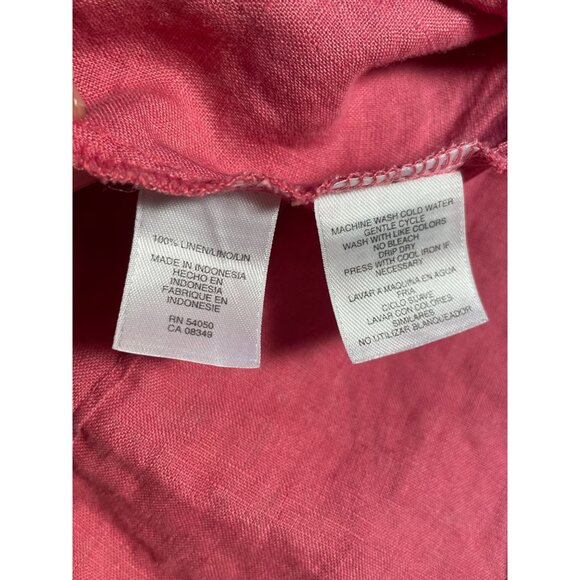 100% LINEN/LINO/LIN
MADE IN INDONESIA
HECHO EN
INDONESIA
FABRIQUE EN
INDONESIE
RN 54050
CA 08349
MACHINE WASH COLD WATER
GENTLE CYCLE
WASH WITH LIKE COLORS
NO BLEACH
DRIP DRY
PRESS WITH COOL IRON IF
NECESSARY
LAVAR A MAQUINA EN AGUA
FRIA
CICLO SUAVE
LAVAR CON COLORES
SIMILARES
NO UTILIZAR BLANQUEADOR